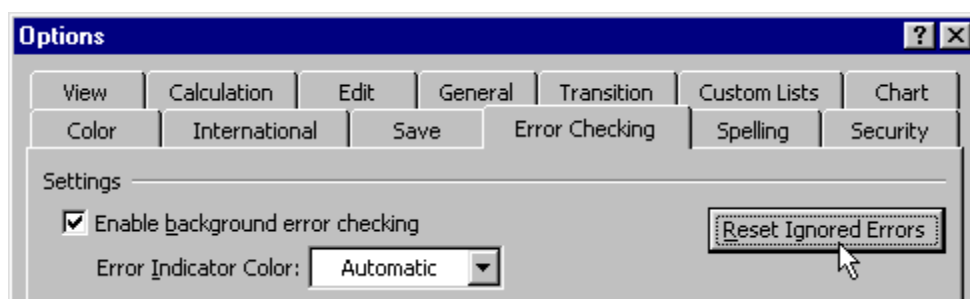 Options ? X
View Calculation Edit General Transition Custom Lists Chart
Color International Save Error Checking Spelling Security
Settings
Enable background error checking Reset Ignored Errors
Error Indicator Color: Automatic